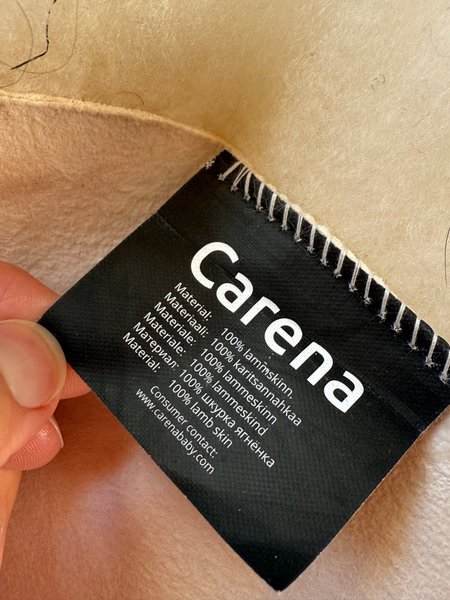 Carena
Material: 100% lammskinn.
Materiaali: 100% karitsannahkaa
Materiale: 100% lammeskinn
Materiale: 100% lammeskind
Материал: 100% шкурка ягнёнка
Material: 100% lamb skin
Consumer contact:
www.carenababy.com